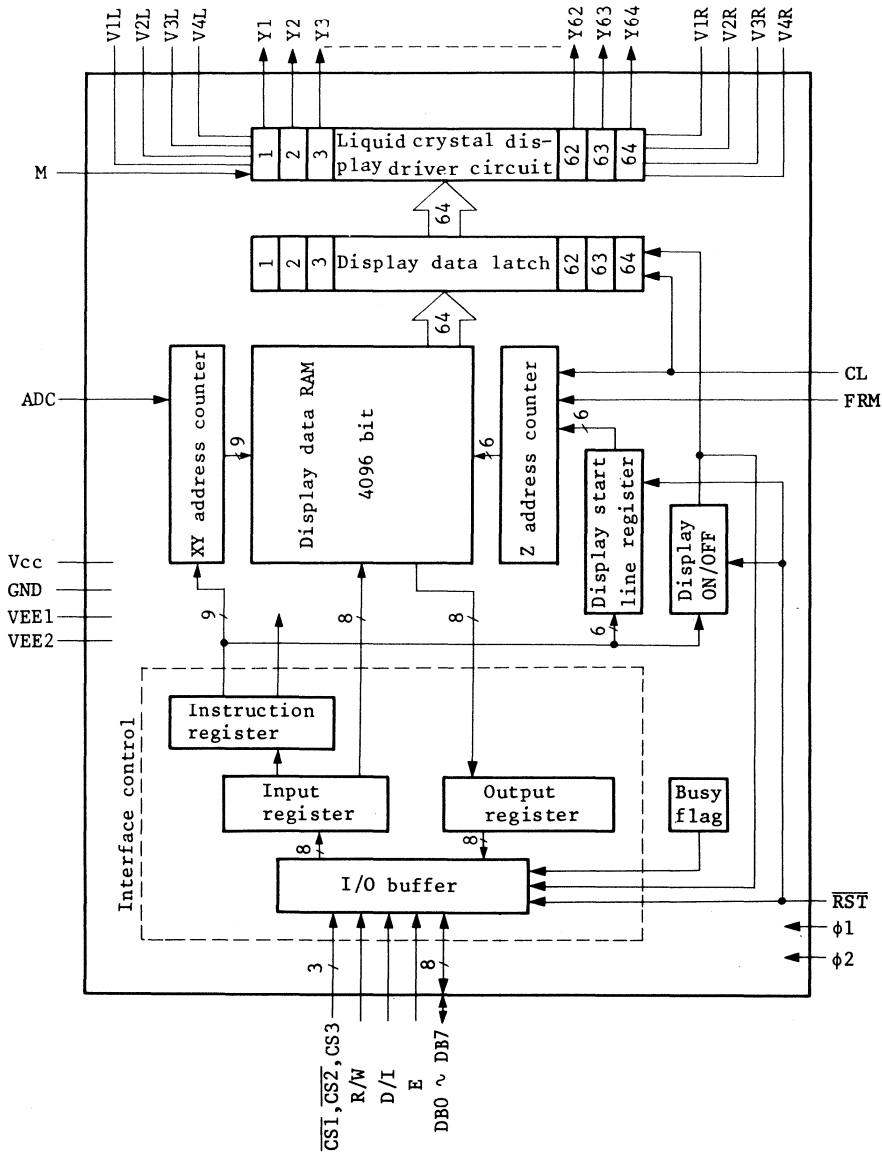 V1L
V2L
V3L
V4L
Y1
Y2
Y3
Y62
Y63
Y64
V1R
V2R
V3R
V4R
M
1
2
3
Liquid crystal dis-
play driver circuit
62
63
64
64
1
2
3
Display data latch
62
63
64
64
ADC
XY address counter
9
Display data RAM
4096 bit
6
Z address counter
6
CL
FRM
Display start
line register
Display
ON/OFF
Vcc
GND
VEE1
VEE2
9
8
8
6
Interface control
Instruction
register
Input
register
Output
register
Busy
flag
8
8
I/O buffer
RST
ϕ1
ϕ2
3
8
CS1, CS2, CS3
R/W
D/I
E
DB0 ~ DB7